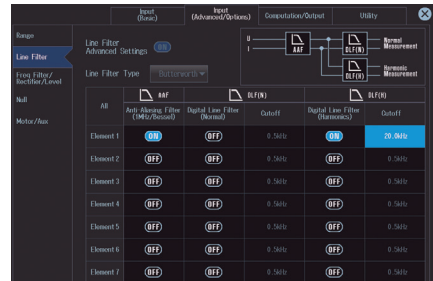 Input
(Basic)
Input
(Advanced/Options)
Computation/Output
Utility
Range
Line Filter
Freq Filter/
Rectifier/Level
Null
Motor/Aux
Line Filter
Advanced Settings
ON
Line Filter Type
Butterworth
U
I
AAF
DLF(N)
Normal
Measurement
DLF(H)
Harmonic
Measurement
All
AAF
DLF(N)
DLF(H)
Anti-Aliasing Filter
(1MHz/Bessel)
Digital Line Filter
(Normal)
Cutoff
Digital Line Filter
(Harmonics)
Cutoff
Element 1
ON
OFF
0.5kHz
ON
20.0kHz
Element 2
OFF
OFF
0.5kHz
OFF
0.5kHz
Element 3
OFF
OFF
0.5kHz
OFF
0.5kHz
Element 4
OFF
OFF
0.5kHz
OFF
0.5kHz
Element 5
OFF
OFF
0.5kHz
OFF
0.5kHz
Element 6
OFF
OFF
0.5kHz
OFF
0.5kHz
Element 7
OFF
OFF
0.5kHz
OFF
0.5kHz